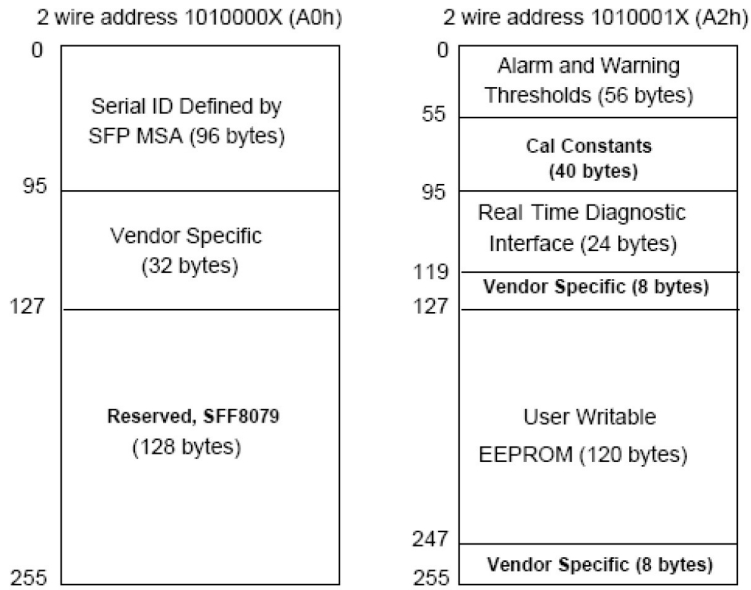 2 wire address 1010000X (A0h)
0
Serial ID Defined by
SFP MSA (96 bytes)
95
Vendor Specific
(32 bytes)
127
Reserved, SFF8079
(128 bytes)
255
2 wire address 1010001X (A2h)
0
Alarm and Warning
Thresholds (56 bytes)
55
Cal Constants
(40 bytes)
95
Real Time Diagnostic
Interface (24 bytes)
119
Vendor Specific (8 bytes)
127
User Writable
EEPROM (120 bytes)
247
Vendor Specific (8 bytes)
255